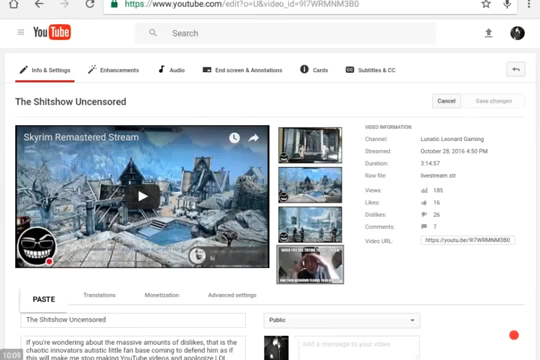 https://www.youtube.com/edit?o=U&video_id=9I7WRMNM3B0
YouTube
Search
Info & Settings
Enhancements
Audio
End screen & Annotations
Cards
Subtitles & CC
The Shitshow Uncensored
Cancel
Save changes
Skyrim Remastered Stream
VIDEO INFORMATION
Channel: Lunatic Leonard Gaming
Streamed: October 28, 2016 4:50 PM
Duration: 3:14:57
Raw file: livestream.str
Views: 185
Likes: 16
Dislikes: 26
Comments: 7
Video URL: https://youtu.be/9I7WRMNM3B0
PASTE
Translations
Monetization
Advanced settings
The Shitshow Uncensored
Public
If you're wondering about the massive amounts of dislikes, that is the
chaotic innovators autistic little fan base coming to defend him as if
this will make me stop making YouTube videos and apologize LOL
Add a message to your video
10:09